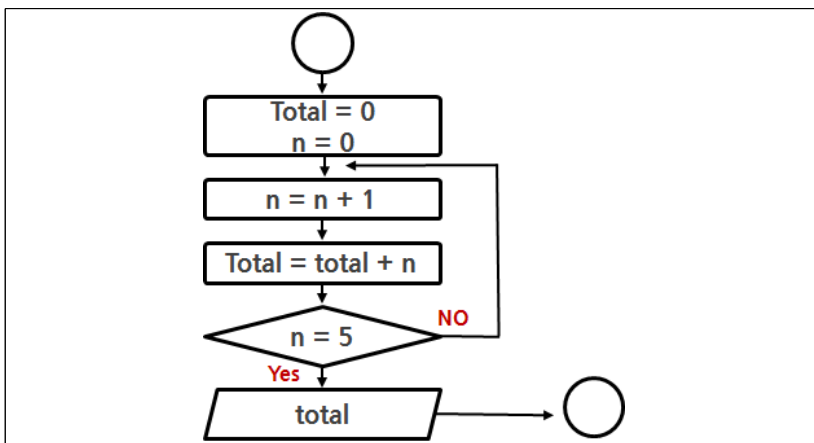 Total = 0
n = 0
n = n + 1
Total = total + n
n = 5
NO
Yes
total